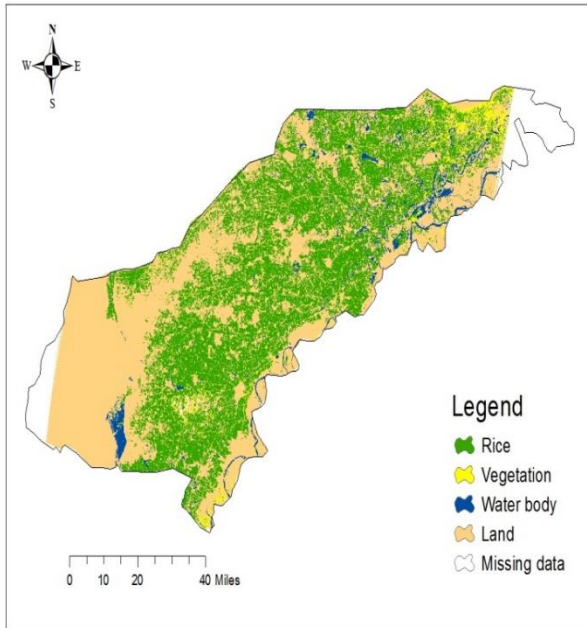 N
W E
S
Legend
Rice
Vegetation
Water body
Land
Missing data
0 10 20 40 Miles